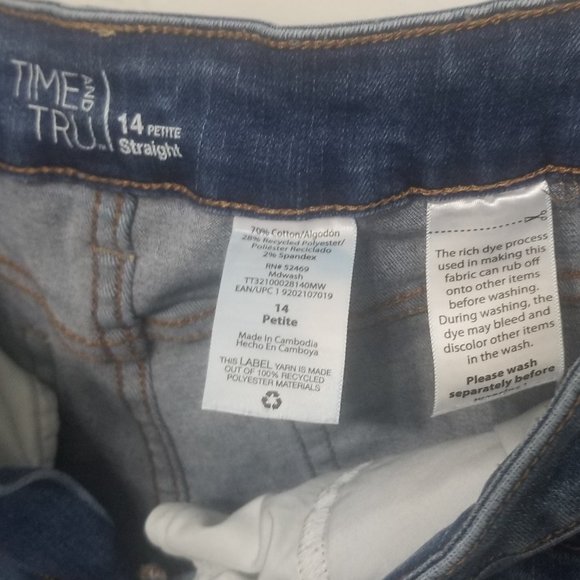 TIME AND
TRU
14 PETITE
Straight
70% Cotton/Algodón
28% Recycled Polyester/
Poliester Reciclado
2% Spandex
RN# 52469
Mdwash
TT32100028140MW
EAN/UPC 1 9202107019
14
Petite
Made In Cambodia
Hecho En Camboya
THIS LABEL YARN IS MADE
OUT OF 100% RECYCLED
POLYESTER MATERIALS
The rich dye process
used in making this
fabric can rub off
onto other items
before washing.
During washing, the
dye may bleed and
discolor other items
in the wash.
Please wash
separately before